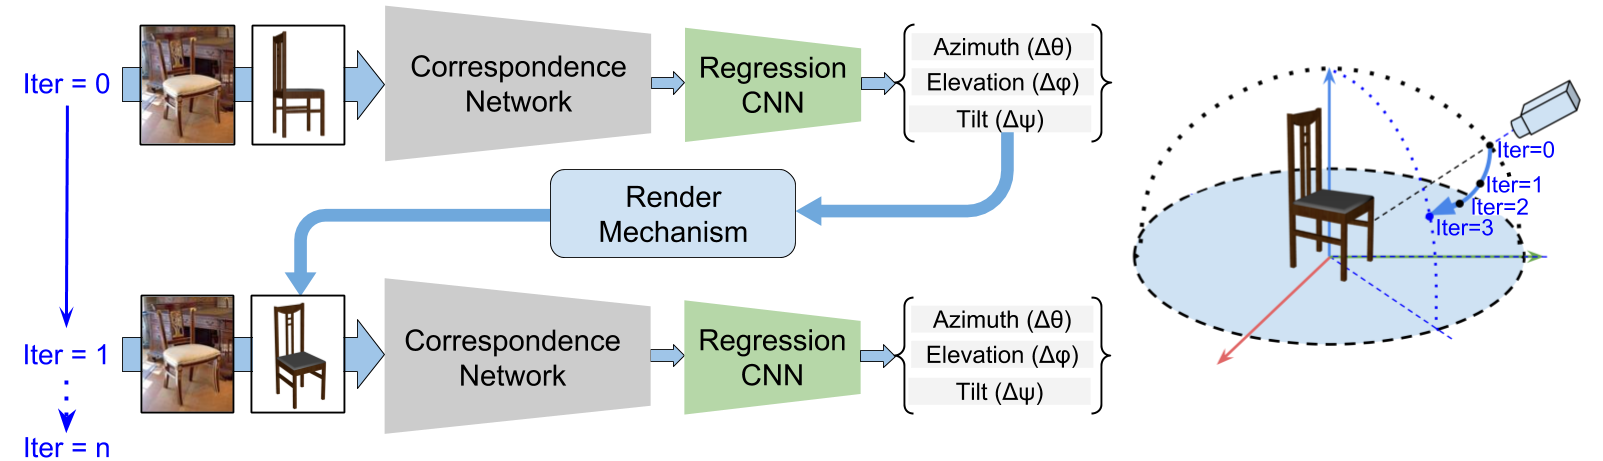 Iter = 0
Correspondence
Network
Regression
CNN
Azimuth (Δθ)
Elevation (Δφ)
Tilt (Δψ)
Render
Mechanism
Iter = 1
Correspondence
Network
Regression
CNN
Azimuth (Δθ)
Elevation (Δφ)
Tilt (Δψ)
Iter = n
Iter=0
Iter=1
Iter=2
Iter=3